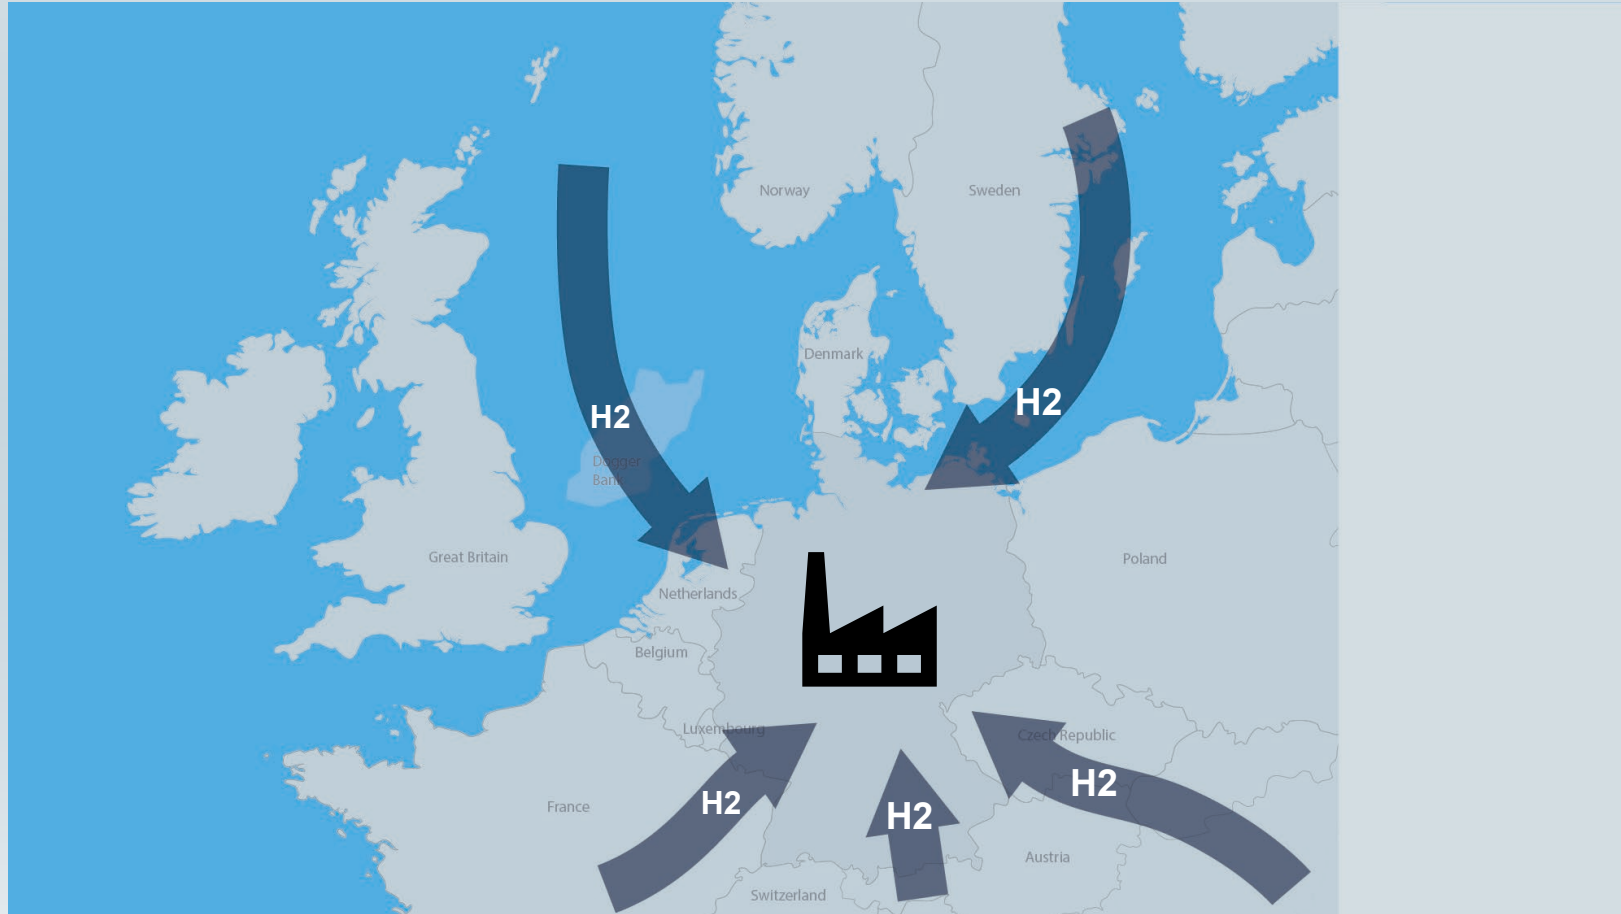 Norway
Sweden
Denmark
H2
H2
Dogger
Bank
Great Britain
Poland
Netherlands
Belgium
Luxembourg
Czech Republic
H2
H2
France
H2
Austria
Switzerland